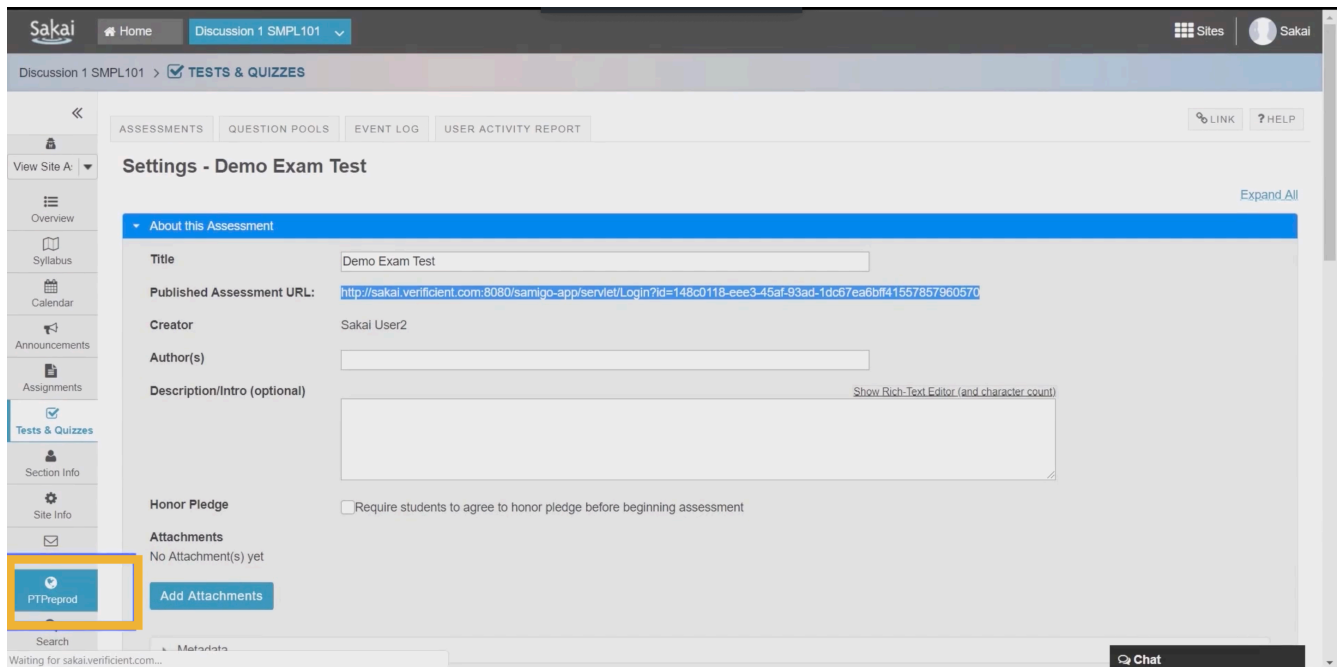 Sakai
Home
Discussion 1 SMPL101
Sites
Sakai
Discussion 1 SMPL101 > TESTS & QUIZZES
ASSESSMENTS
QUESTION POOLS
EVENT LOG
USER ACTIVITY REPORT
LINK
? HELP
View Site A
Settings - Demo Exam Test
Expand All
Overview
Syllabus
Calendar
Announcements
Assignments
Tests & Quizzes
Section Info
Site Info
PTPreprod
Search
About this Assessment
Title
Demo Exam Test
Published Assessment URL:
http://sakai.verificient.com:8080/samigo-app/servlet/Login?id=148c0118-eee3-45af-93ad-1dc67ea6bff41557857960570
Creator
Sakai User2
Author(s)
Description/Intro (optional)
Show Rich-Text Editor (and character count)
Honor Pledge
Require students to agree to honor pledge before beginning assessment
Attachments
No Attachment(s) yet
Add Attachments
Metadata
Waiting for sakai.verificient.com...
Chat